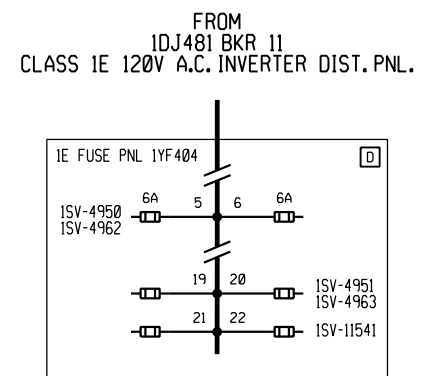 FROM
1DJ481 BKR 11
CLASS 1E 120V A.C. INVERTER DIST. PNL.
1E FUSE PNL 1YF404
D
6A 5 6 6A
1SV-4950
1SV-4962
19 20
1SV-4951
1SV-4963
21 22
1SV-11541